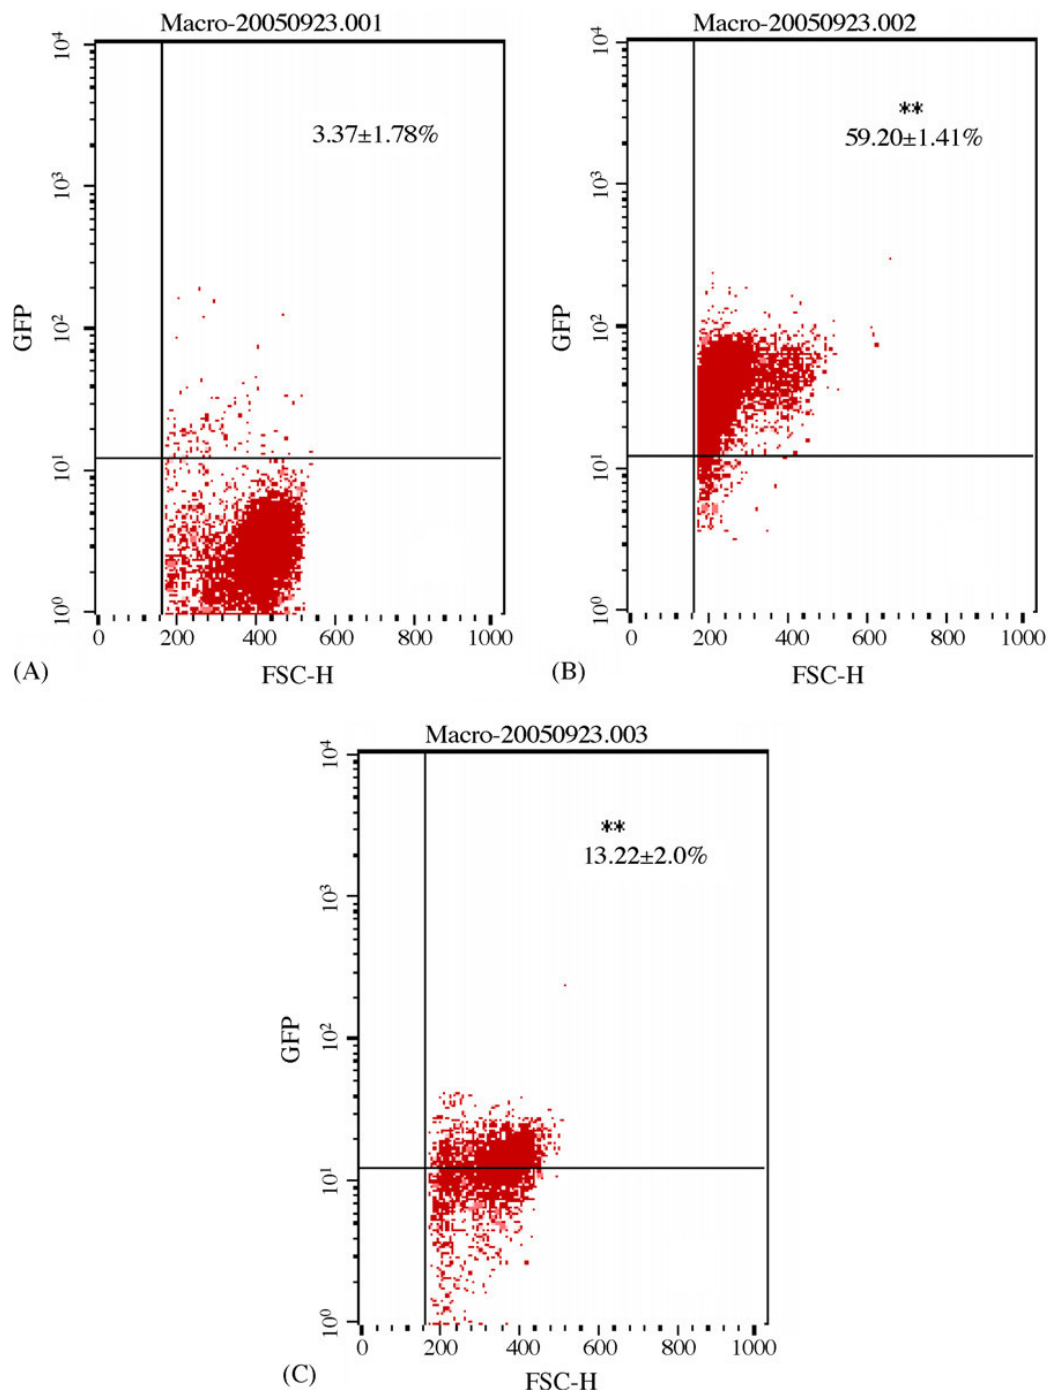 Macro-20050923.001
10⁴
3.37±1.78%
10³
GFP
10²
10¹
10⁰
0 200 400 600 800 1000
(A)
FSC-H
Macro-20050923.002
10⁴
**
59.20±1.41%
10³
GFP
10²
10¹
10⁰
0 200 400 600 800 1000
(B)
FSC-H
Macro-20050923.003
10⁴
**
13.22±2.0%
10³
GFP
10²
10¹
10⁰
0 200 400 600 800 1000
(C)
FSC-H